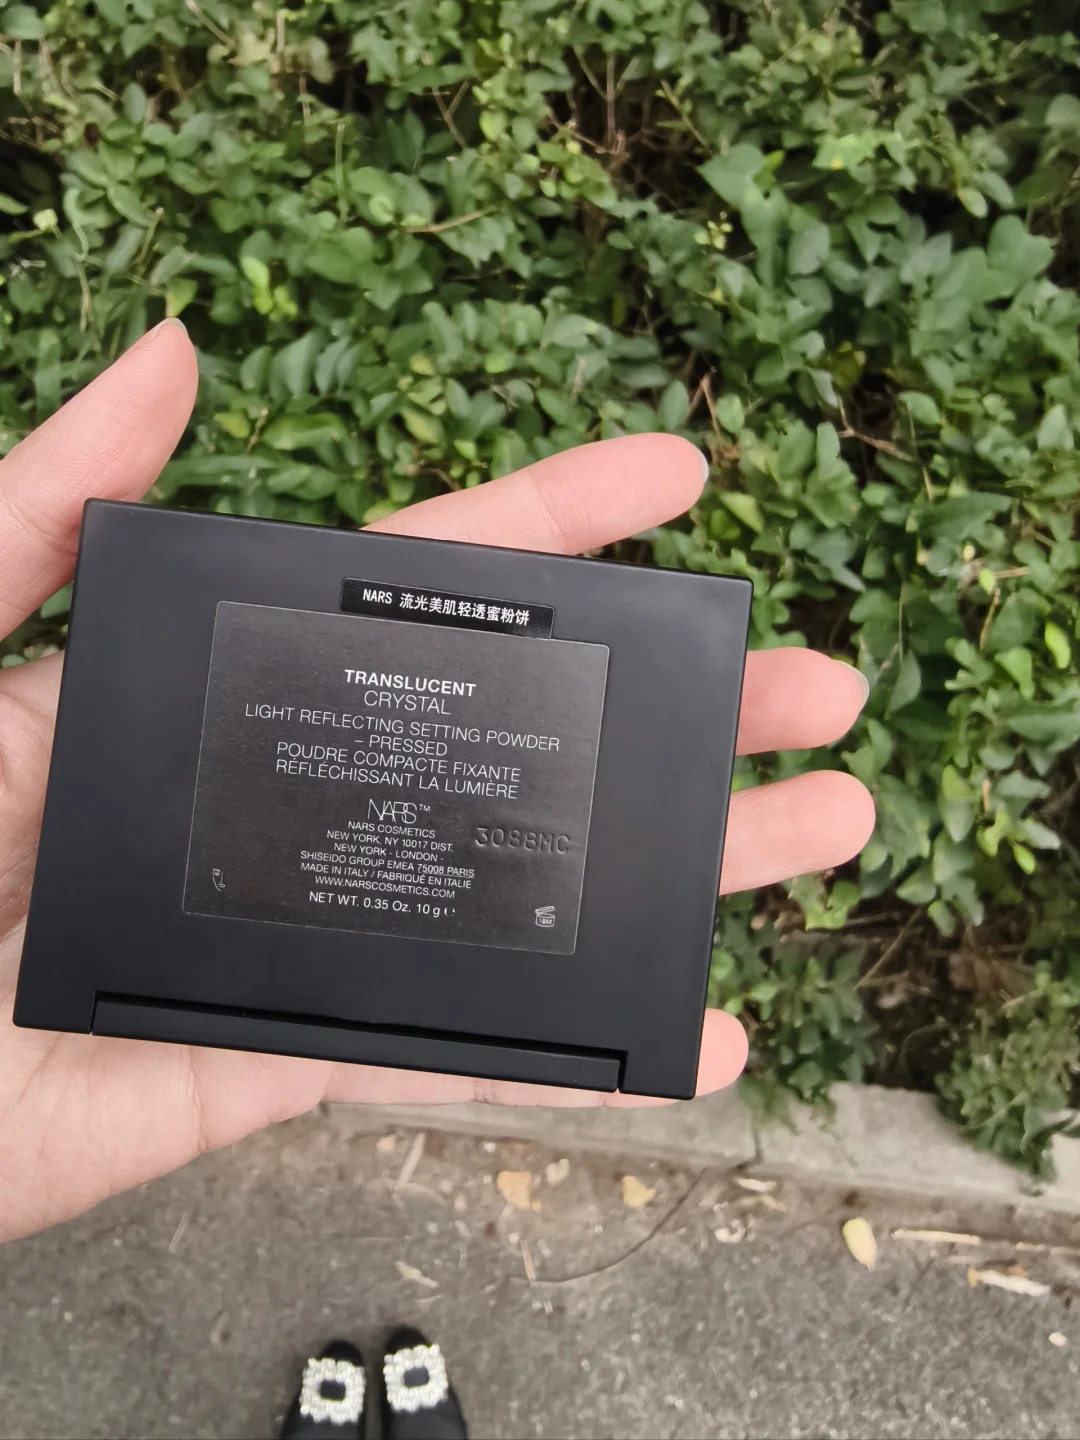 NARS 流光美肌轻透蜜粉饼
TRANSLUCENT
CRYSTAL
LIGHT REFLECTING SETTING POWDER
– PRESSED
POUDRE COMPACTE FIXANTE
RÉFLÉCHISSANT LA LUMIÈRE
NARS™
NARS COSMETICS
NEW YORK, NY 10017 DIST.
NEW YORK - LONDON -
SHISEIDO GROUP EMEA 75008 PARIS
MADE IN ITALY / FABRIQUÉ EN ITALIE
WWW.NARSCOSMETICS.COM
NET WT. 0.35 Oz. 10 g
3088MC
18M